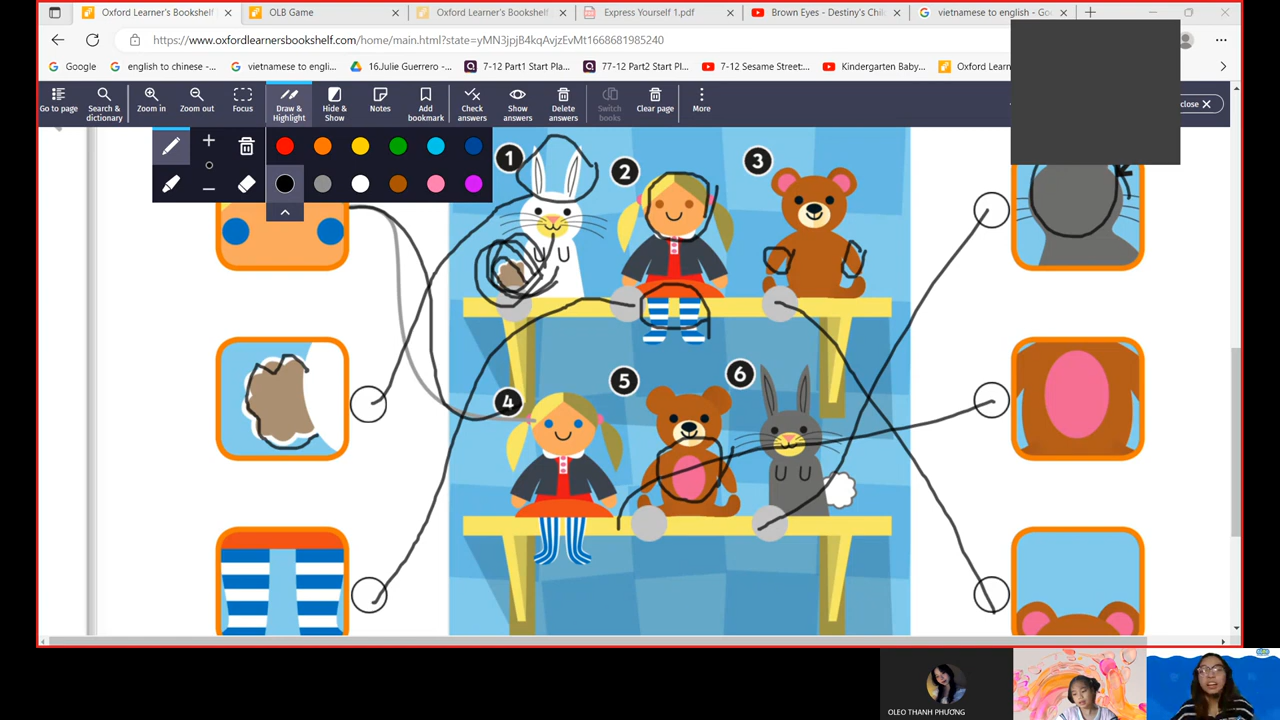 Oxford Learner's Bookshelf
OLB Game
Oxford Learner's Bookshelf
Express Yourself 1.pdf
Brown Eyes - Destiny's Chil
vietnamese to english - Goo
https://www.oxfordlearnersbookshelf.com/home/main.html?state=yMN3jpjB4kqAvjzEvMt1668681985240
Google
english to chinese -...
vietnamese to engli...
16.Julie Guerrero -...
7-12 Part1 Start Pla...
77-12 Part2 Start Pl...
7-12 Sesame Street:...
Kindergarten Baby...
Oxford Learn
Go to page
Search & dictionary
Zoom in
Zoom out
Focus
Draw & Highlight
Hide & Show
Notes
Add bookmark
Check answers
Show answers
Delete answers
Switch books
Clear page
More
close
1
2
3
4
5
6
OLEO THANH PHƯƠNG
oleo